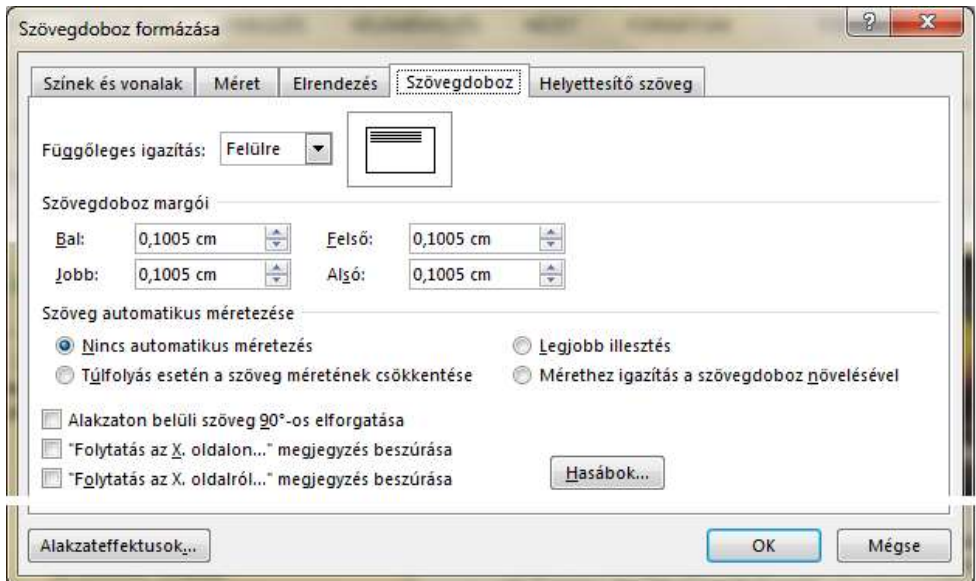 Szövegdoboz formázása
?
Színek és vonalak Méret Elrendezés Szövegdoboz Helyettesítő szöveg
Függőleges igazítás: Felülre
Szövegdoboz margói
Bal: 0,1005 cm Felső: 0,1005 cm
Jobb: 0,1005 cm Alsó: 0,1005 cm
Szöveg automatikus méretezése
Nincs automatikus méretezés Legjobb illesztés
Túlfolyás esetén a szöveg méretének csökkentése Mérethez igazítás a szövegdoboz növelésével
Alakzaton belüli szöveg 90°-os elforgatása
"Folytatás az X. oldalon..." megjegyzés beszúrása
"Folytatás az X. oldalról..." megjegyzés beszúrása Hasábok...
Alakzateffektusok... OK Mégse